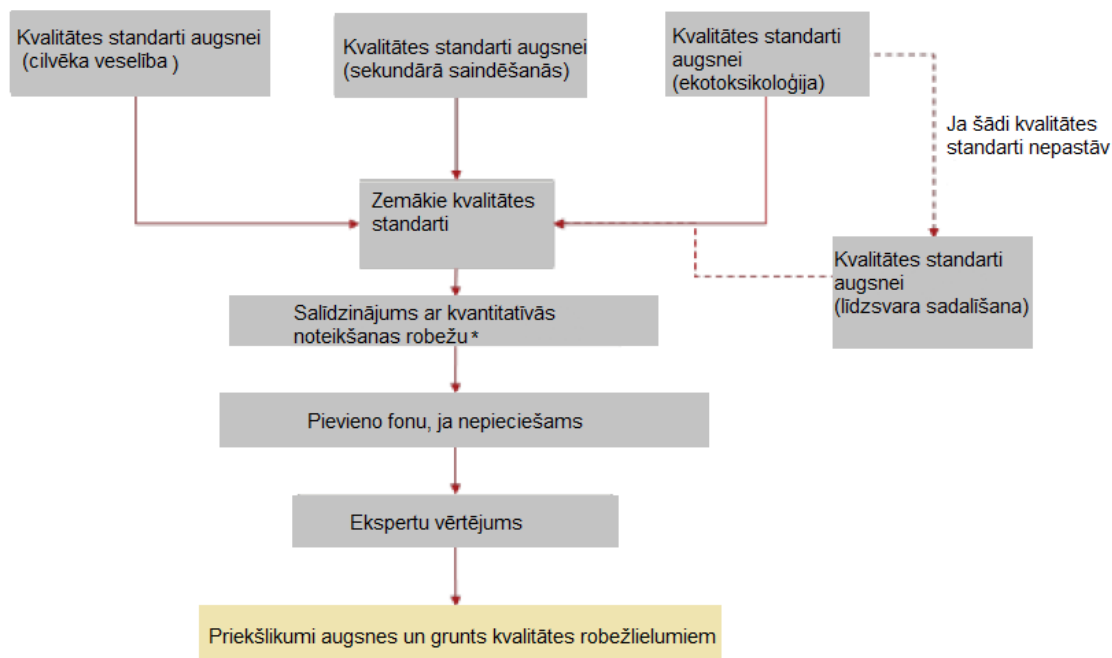 Kvalitātes standarti augsnei
(cilvēka veselība )
Kvalitātes standarti augsnei
(sekundārā saindēšanās)
Kvalitātes standarti
augsnei
(ekotoksikoloģija)
Ja šādi kvalitātes
standarti nepastāv
Zemākie kvalitātes
standarti
Kvalitātes standarti
augsnei
(līdzsvara sadalīšana)
Salīdzinājums ar kvantitatīvās
noteikšanas robežu *
Pievieno fonu, ja nepieciešams
Ekspertu vērtējums
Priekšlikumi augsnes un grunts kvalitātes robežlielumiem